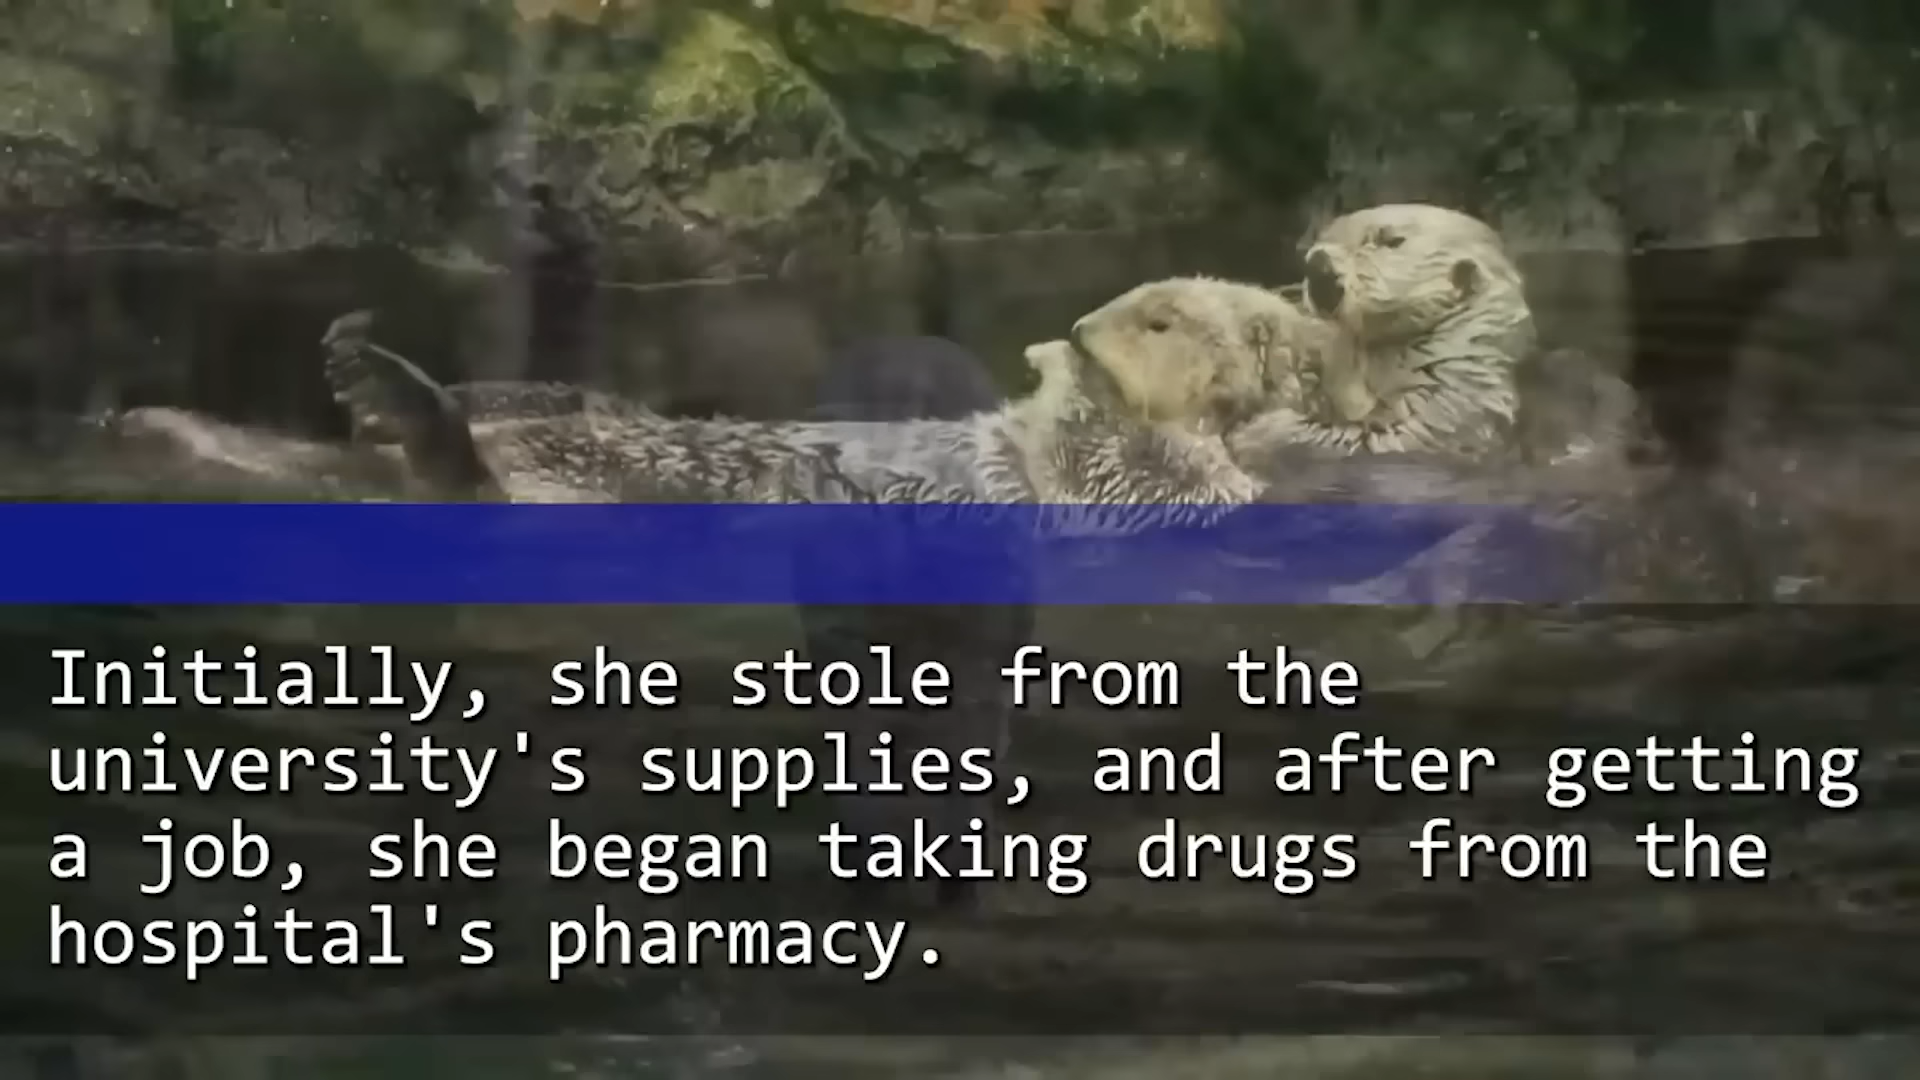 Initially, she stole from the
university's supplies, and after getting
a job, she began taking drugs from the
hospital's pharmacy.